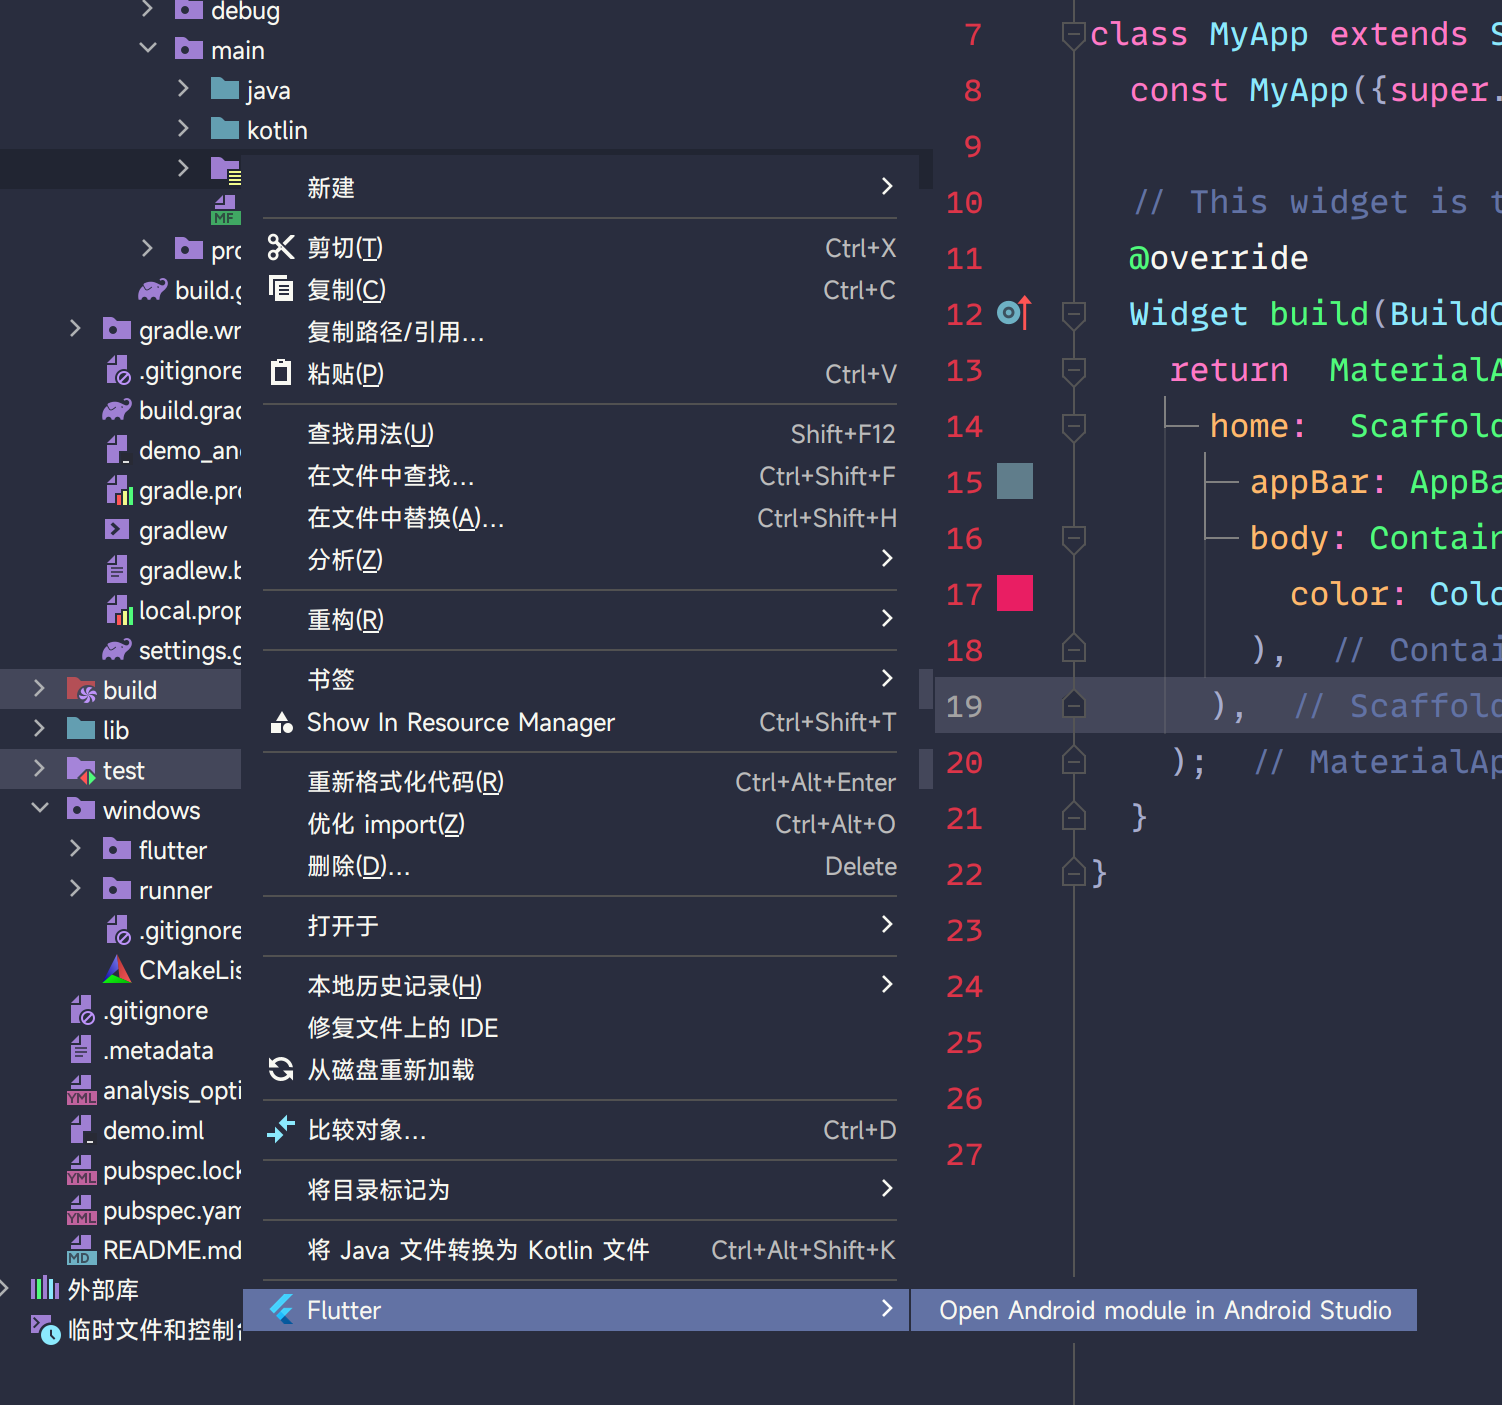 debug
main
java
kotlin
MF
pro
build.g
gradle.wr
.gitignore
build.grad
demo_and
gradle.pro
gradlew
gradlew.b
local.prop
settings.g
build
lib
test
windows
flutter
runner
.gitignore
CMakeLis
.gitignore
.metadata
YML analysis_opti
demo.iml
YML pubspec.lock
YML pubspec.yam
MD README.md
外部库
临时文件和控制台
新建
剪切(T) Ctrl+X
复制(C) Ctrl+C
复制路径/引用...
粘贴(P) Ctrl+V
查找用法(U) Shift+F12
在文件中查找... Ctrl+Shift+F
在文件中替换(A)... Ctrl+Shift+H
分析(Z)
重构(R)
书签
Show In Resource Manager Ctrl+Shift+T
重新格式化代码(R) Ctrl+Alt+Enter
优化 import(Z) Ctrl+Alt+O
删除(D)... Delete
打开于
本地历史记录(H)
修复文件上的 IDE
从磁盘重新加载
比较对象... Ctrl+D
将目录标记为
将 Java 文件转换为 Kotlin 文件 Ctrl+Alt+Shift+K
Flutter
Open Android module in Android Studio
7 class MyApp extends S
8 const MyApp({super.
9
10 // This widget is t
11 @override
12 Widget build(BuildC
13 return MaterialA
14 home: Scaffold
15 appBar: AppBa
16 body: Contain
17 color: Colo
18 ), // Contai
19 ), // Scaffold
20 ); // MaterialAp
21 }
22 }
23
24
25
26
27